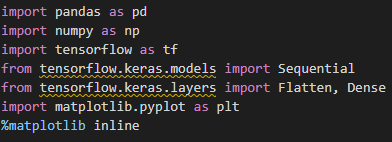 import pandas as pd
import numpy as np
import tensorflow as tf
from tensorflow.keras.models import Sequential
from tensorflow.keras.layers import Flatten, Dense
import matplotlib.pyplot as plt
%matplotlib inline